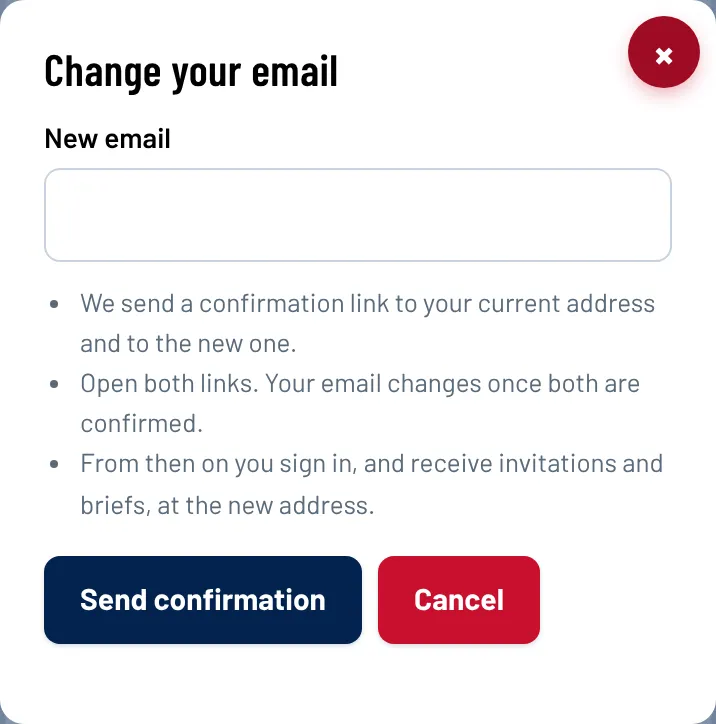 Change your email
New email
• We send a confirmation link to your current address
and to the new one.
• Open both links. Your email changes once both are
confirmed.
• From then on you sign in, and receive invitations and
briefs, at the new address.
Send confirmation
Cancel